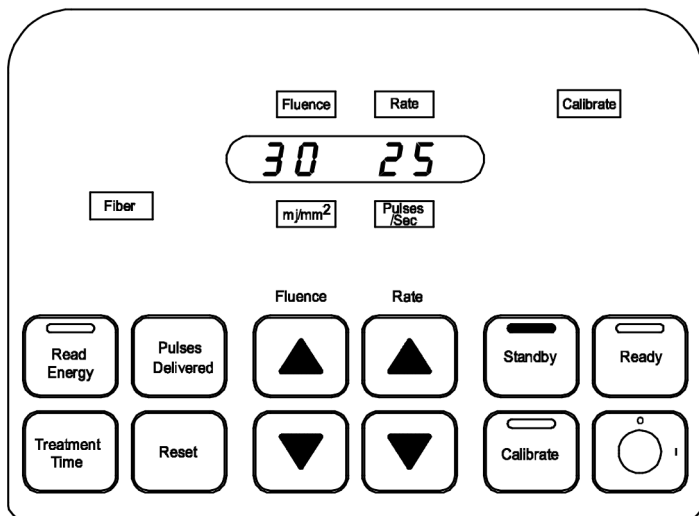 Fluence Rate Calibrate
30 25
Fiber
mj/mm² Pulses
/Sec
Fluence Rate
Read
Energy
Pulses
Delivered
Standby
Ready
Treatment
Time
Reset
Calibrate
O
I